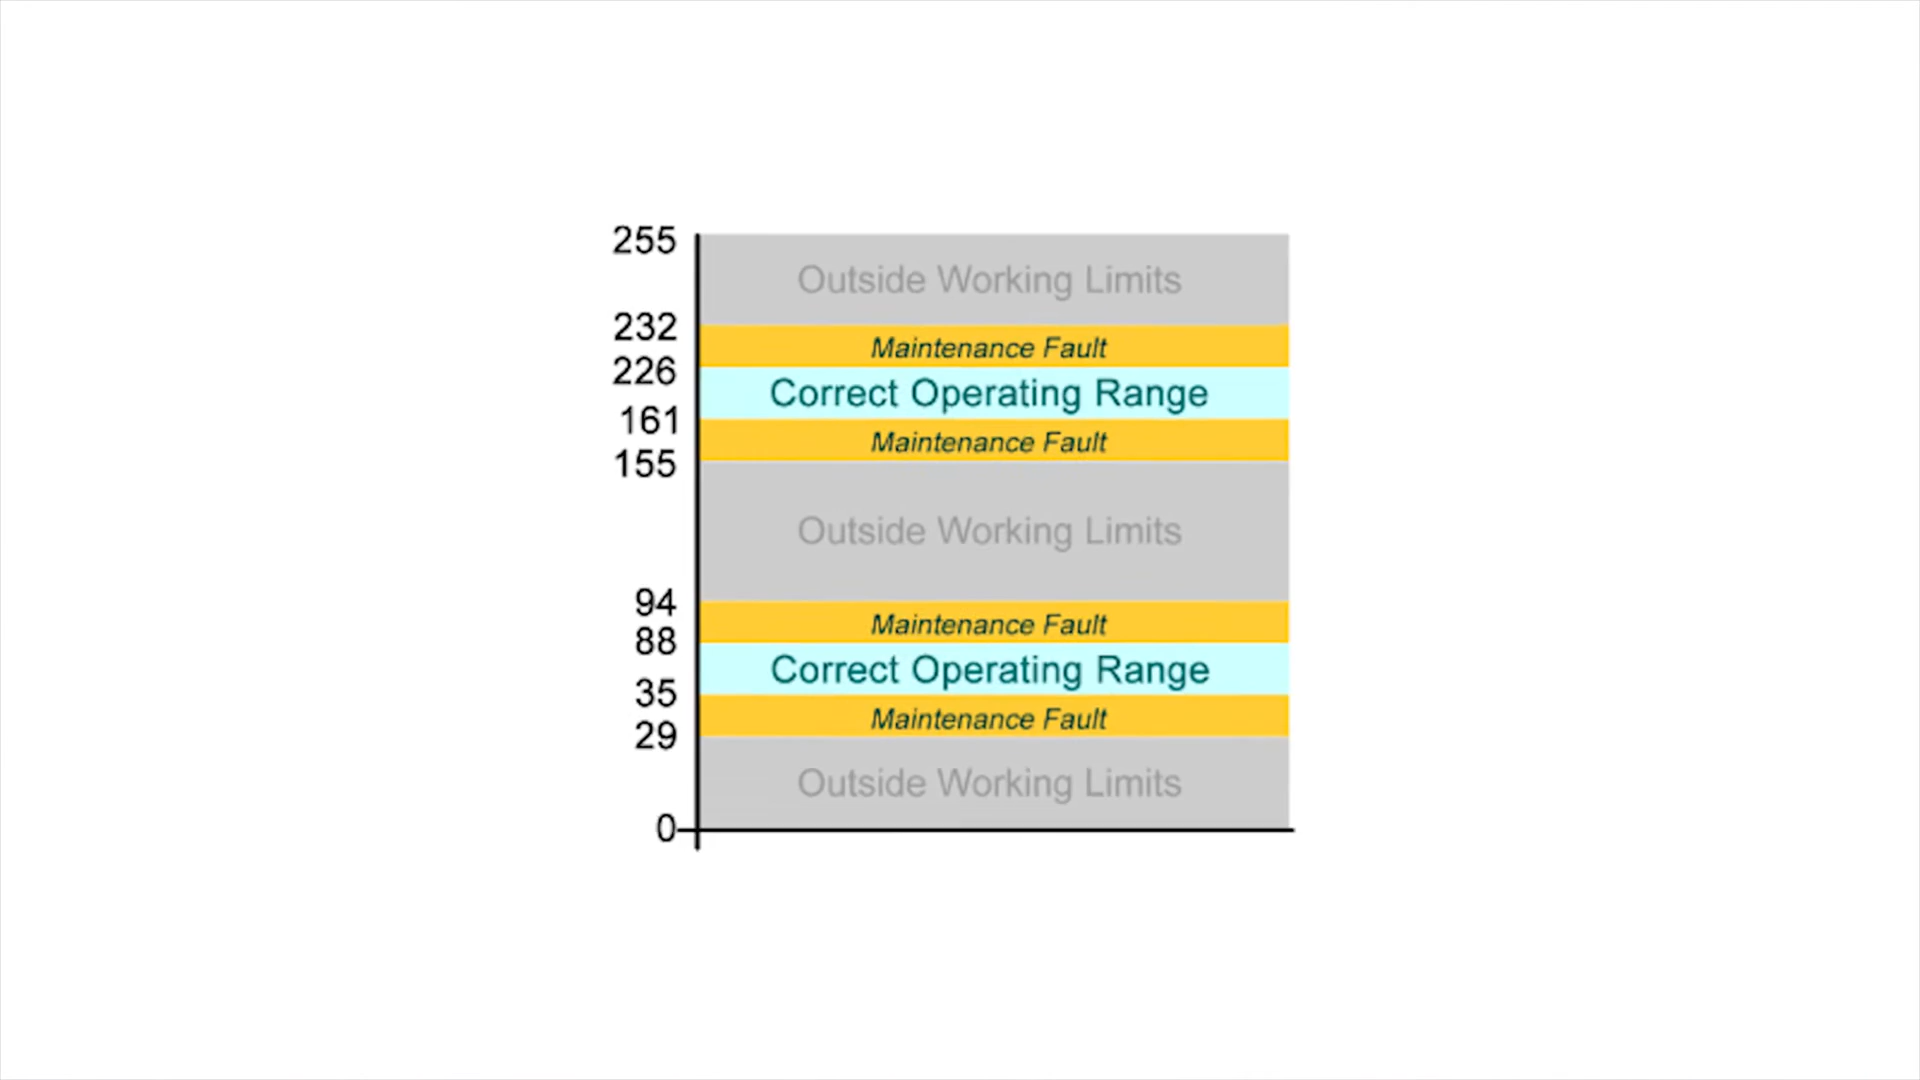 255
Outside Working Limits
232
Maintenance Fault
226
Correct Operating Range
161
Maintenance Fault
155
Outside Working Limits
94
Maintenance Fault
88
Correct Operating Range
35
Maintenance Fault
29
Outside Working Limits
0